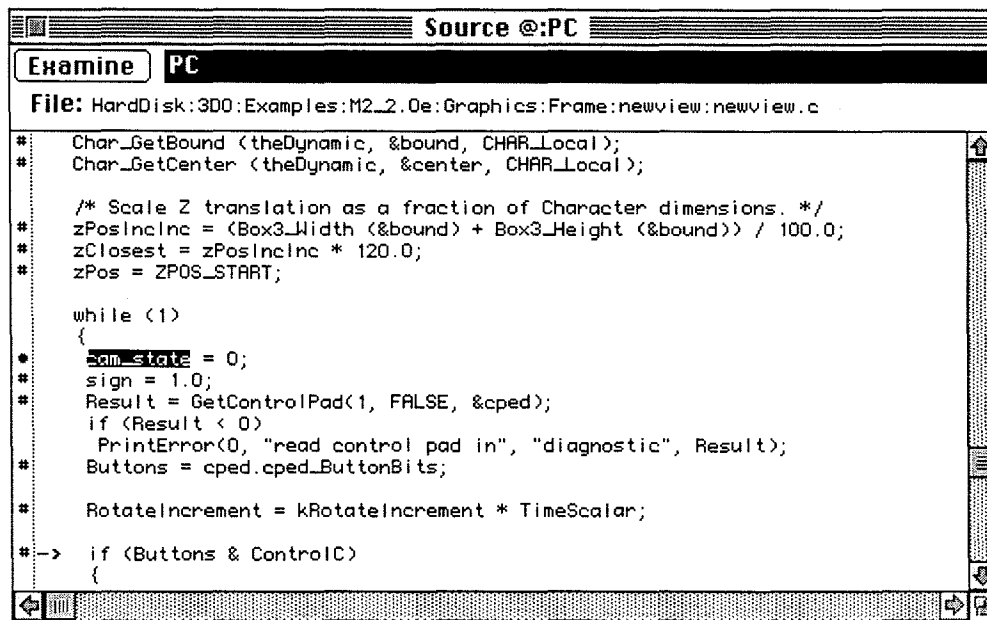 Source @:PC
Examine PC
File: HardDisk:3DO:Examples:M2_2.0e:Graphics:Frame:newview:newview.c
# Char_GetBound (theDynamic, &bound, CHAR_Local);
# Char_GetCenter (theDynamic, &center, CHAR_Local);
/* Scale Z translation as a fraction of Character dimensions. */
# zPosIncInc = (Box3_Width (&bound) + Box3_Height (&bound)) / 100.0;
# zClosest = zPosIncInc * 120.0;
# zPos = ZPOS_START;
while (1)
{
• cam_state = 0;
# sign = 1.0;
# Result = GetControlPad(1, FALSE, &cped);
if (Result < 0)
PrintError(0, "read control pad in", "diagnostic", Result);
# Buttons = cped.cped_ButtonBits;
# RotateIncrement = kRotateIncrement * TimeScalar;
# -> if (Buttons & ControlC)
{